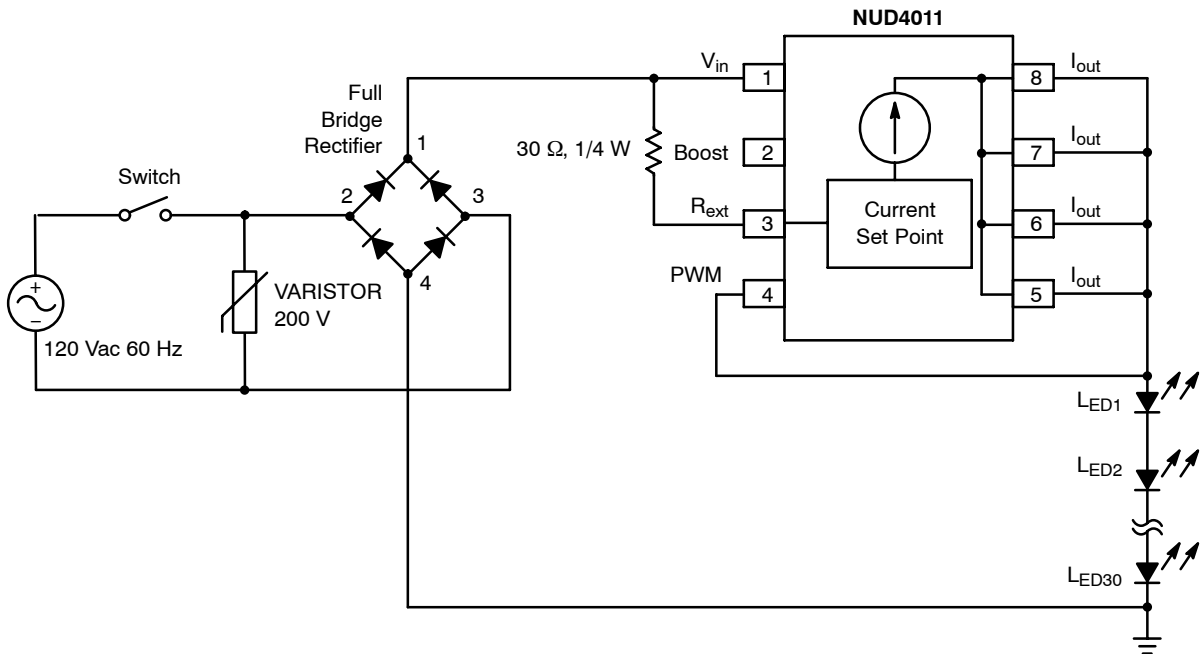 NUD4011
Full
Bridge
Rectifier
1
2
3
4
Switch
+
−
120 Vac 60 Hz
VARISTOR
200 V
30 Ω, 1/4 W
Vin
1
Boost
2
Rext
3
PWM
4
Current
Set Point
8
Iout
7
Iout
6
Iout
5
Iout
LED1
LED2
LED30